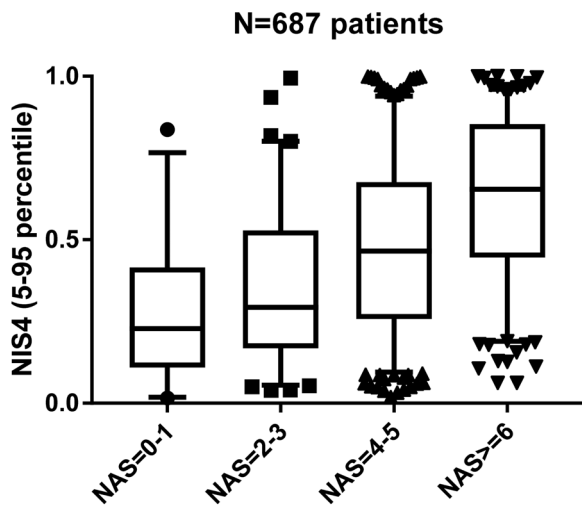 N=687 patients
NIS4 (5-95 percentile)
1.0
0.5
0.0
NAS=0-1
NAS=2-3
NAS=4-5
NAS>=6